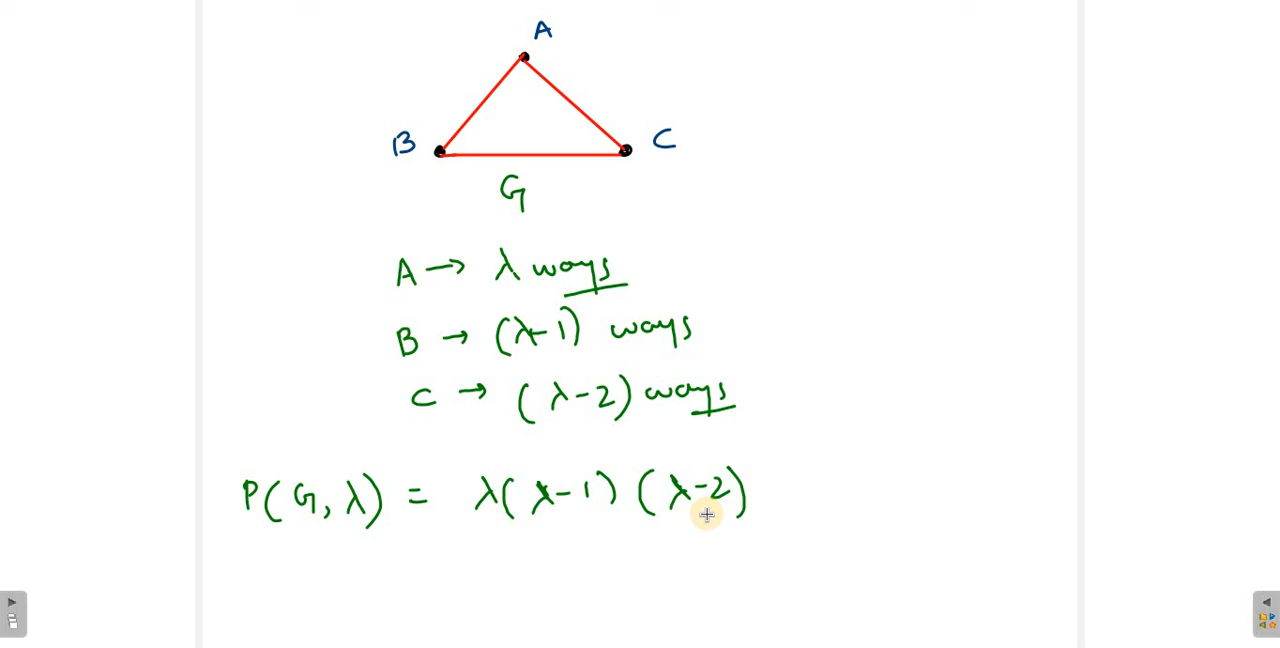 A
B
C
G
A → λ ways
B → (λ-1) ways
C → (λ-2) ways
P(G, λ) = λ(λ-1)(λ-2)